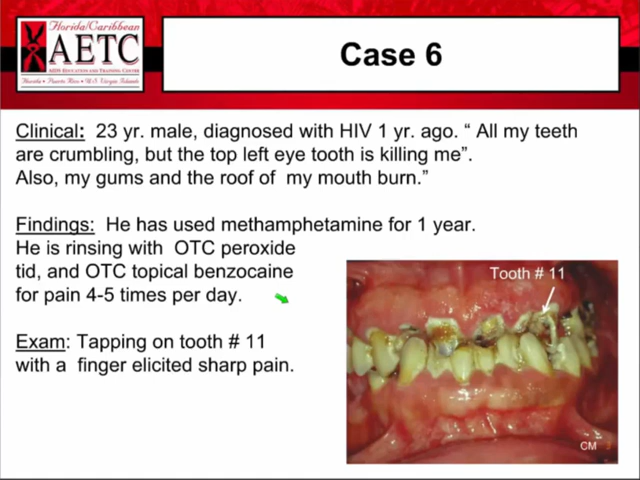 Florida/Caribbean
AETC
AIDS EDUCATION AND TRAINING CENTER
Florida • Puerto Rico • U.S. Virgin Islands
Case 6
Clinical: 23 yr. male, diagnosed with HIV 1 yr. ago. “ All my teeth
are crumbling, but the top left eye tooth is killing me”.
Also, my gums and the roof of my mouth burn.”
Findings: He has used methamphetamine for 1 year.
He is rinsing with OTC peroxide
tid, and OTC topical benzocaine
for pain 4-5 times per day.
Exam: Tapping on tooth # 11
with a finger elicited sharp pain.
Tooth # 11
CM